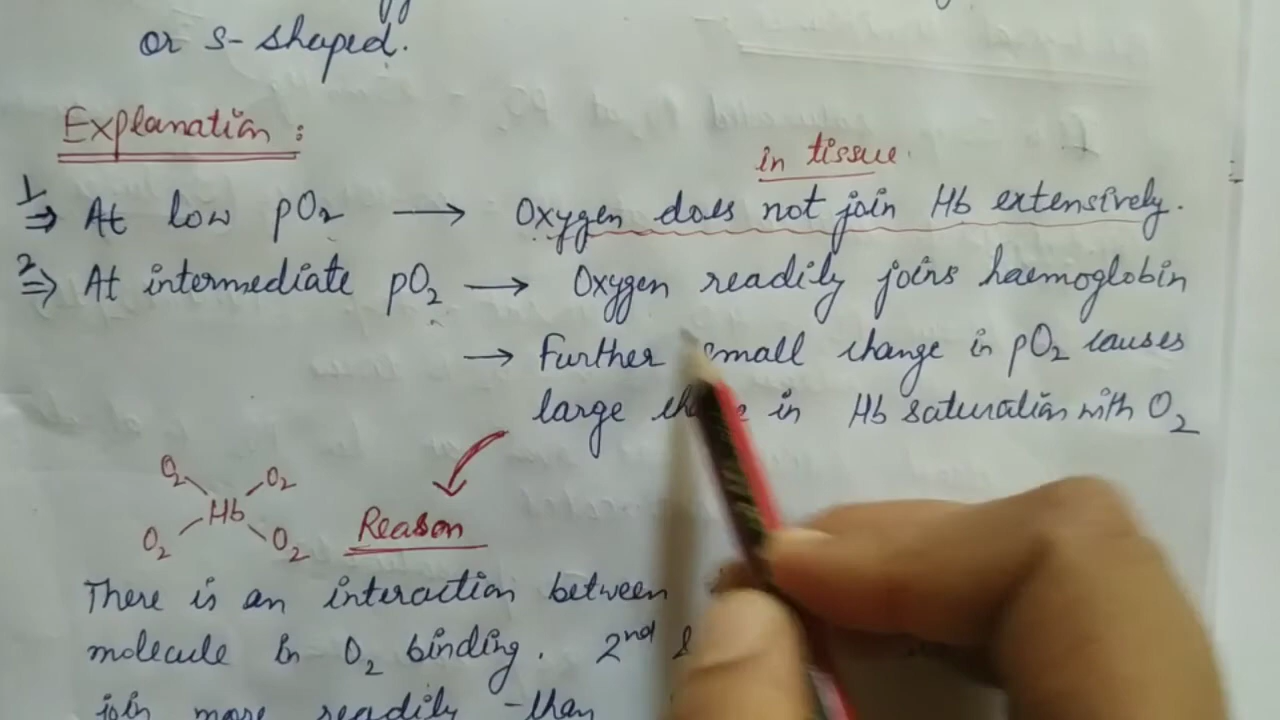 or s-shaped.
Explanation :
in tissue.
1 ⇒ At low pO2 → Oxygen does not join Hb extensively.
2 ⇒ At intermediate pO2 → Oxygen readily joins haemoglobin
→ Further small change in pO2 causes
large in Hb saturation with O2
O2 O2
Hb
O2 O2
Reason
There is an interaction between
molecule in O2 binding. 2nd
join more readily than